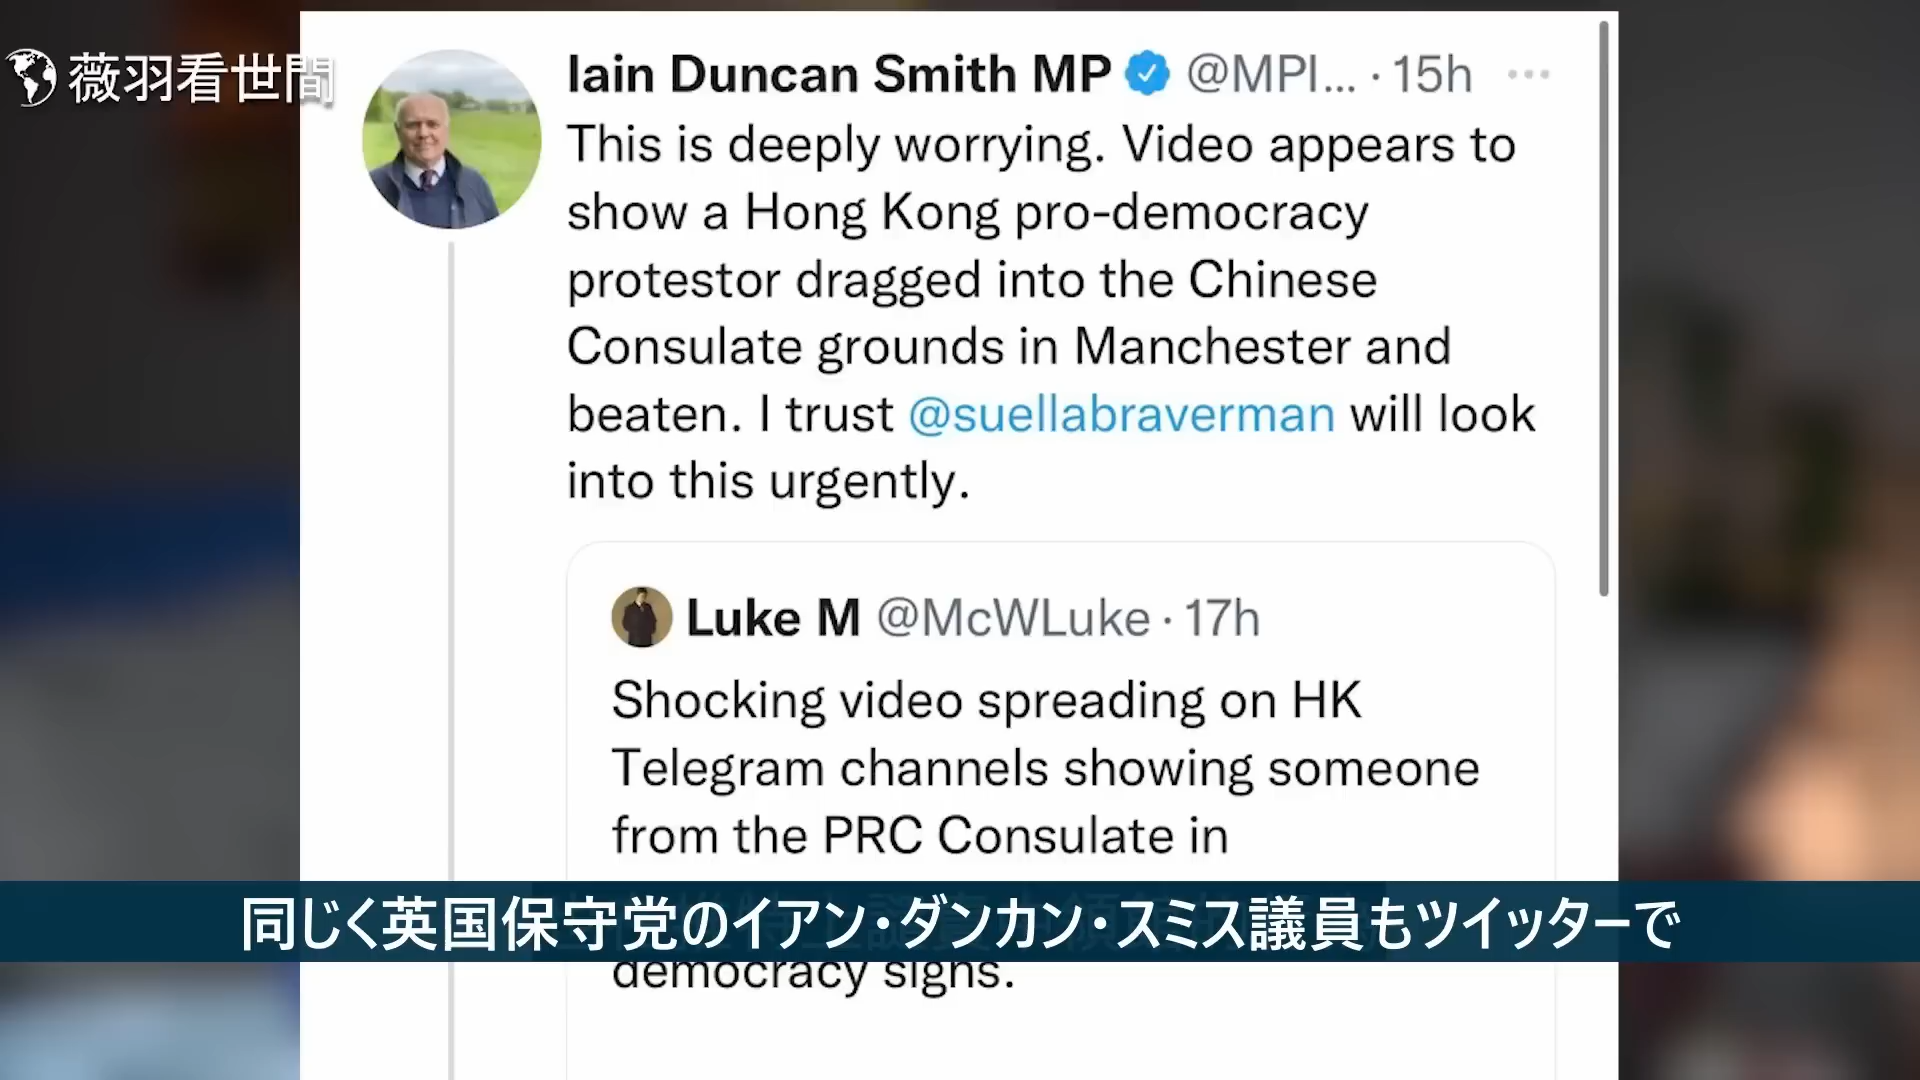 薇羽看世間
Iain Duncan Smith MP @MPI... · 15h
This is deeply worrying. Video appears to
show a Hong Kong pro-democracy
protestor dragged into the Chinese
Consulate grounds in Manchester and
beaten. I trust @suellabraverman will look
into this urgently.
Luke M @McWLuke · 17h
Shocking video spreading on HK
Telegram channels showing someone
from the PRC Consulate in
同じく英国保守党のイアン・ダンカン・スミス議員もツイッターで
democracy signs.